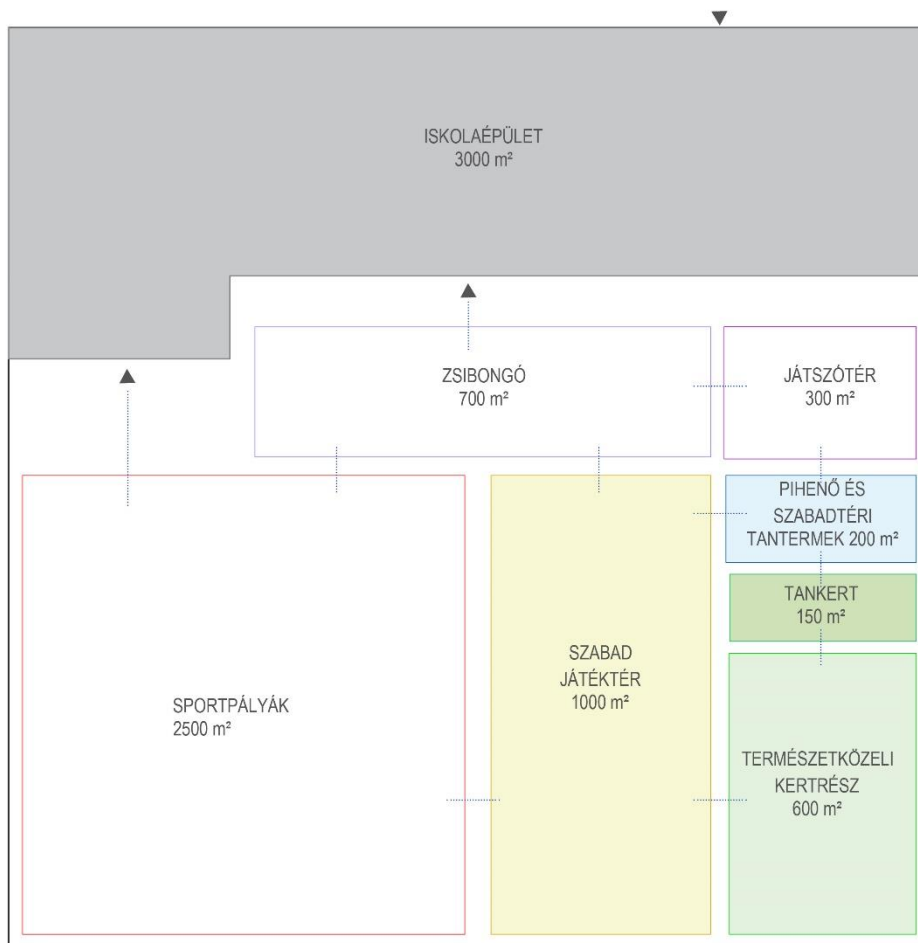 ISKOLAÉPÜLET
3000 m²
ZSIBONGÓ
700 m²
JÁTSZÓTÉR
300 m²
PIHENŐ ÉS
SZABADTÉRI
TANTERMEK 200 m²
TANKERT
150 m²
SZABAD
JÁTÉKTÉR
1000 m²
SPORTPÁLYÁK
2500 m²
TERMÉSZETKÖZELI
KERTRÉSZ
600 m²